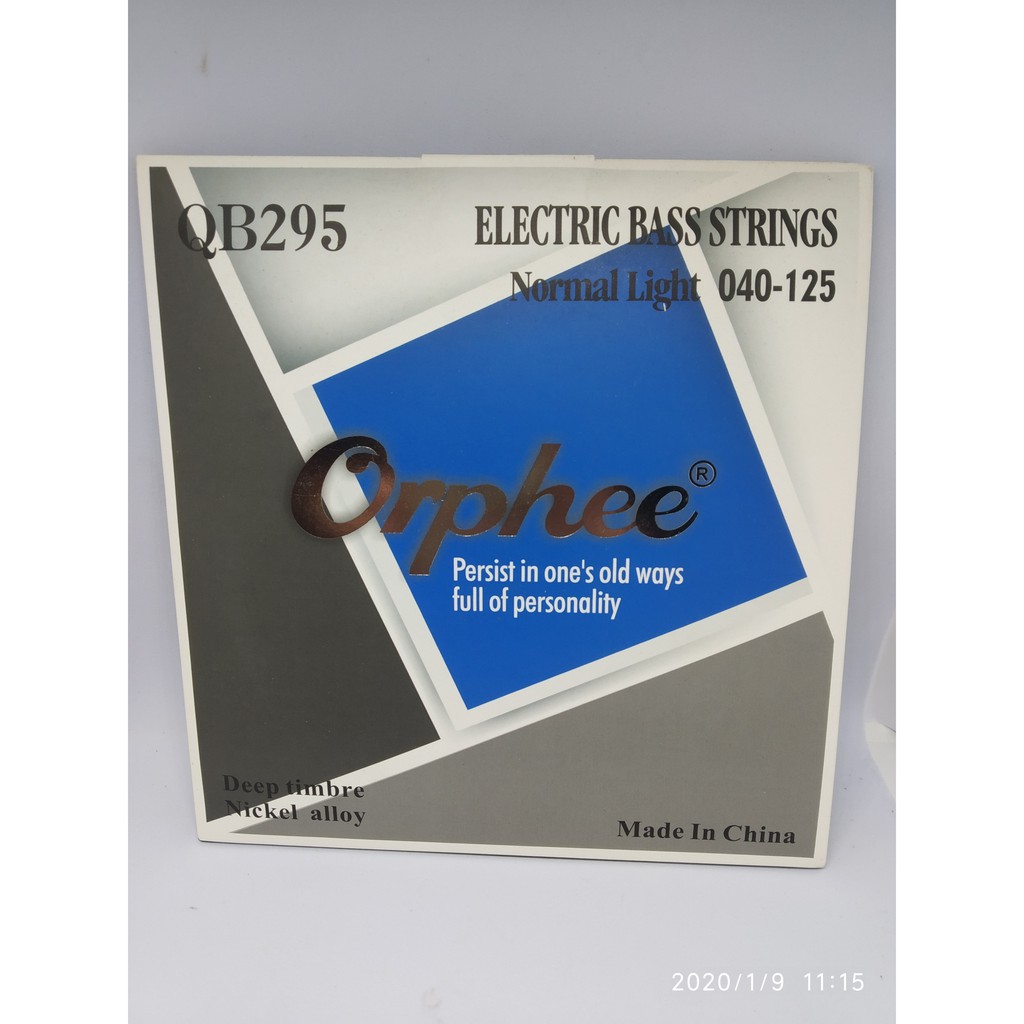 QB295
ELECTRIC BASS STRINGS
Normal Light 040-125
Orphee®
Persist in one's old ways
full of personality
Deep timbre
Nickel alloy
Made In China
2020/1/9 11:15